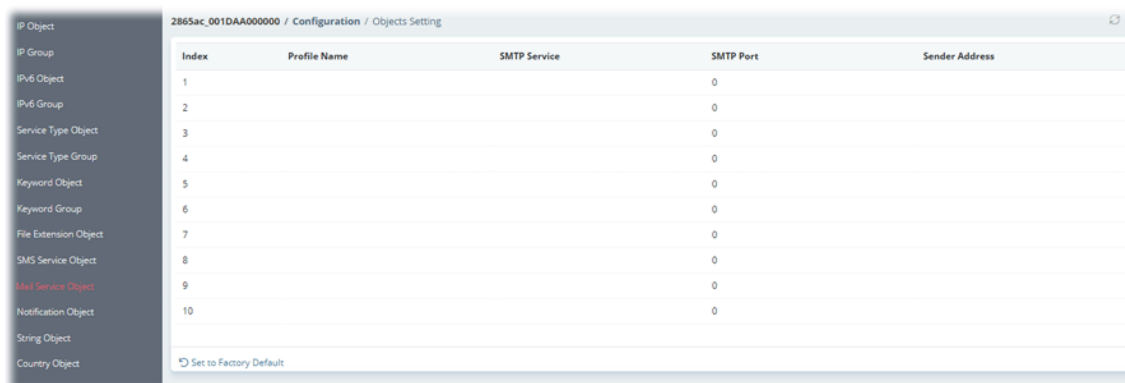 IP Object
IP Group
IPv6 Object
IPv6 Group
Service Type Object
Service Type Group
Keyword Object
Keyword Group
File Extension Object
SMS Service Object
Mail Service Object
Notification Object
String Object
Country Object
2865ac_001DAA000000 / Configuration / Objects Setting
Index Profile Name SMTP Service SMTP Port Sender Address
1 0
2 0
3 0
4 0
5 0
6 0
7 0
8 0
9 0
10 0
Set to Factory Default